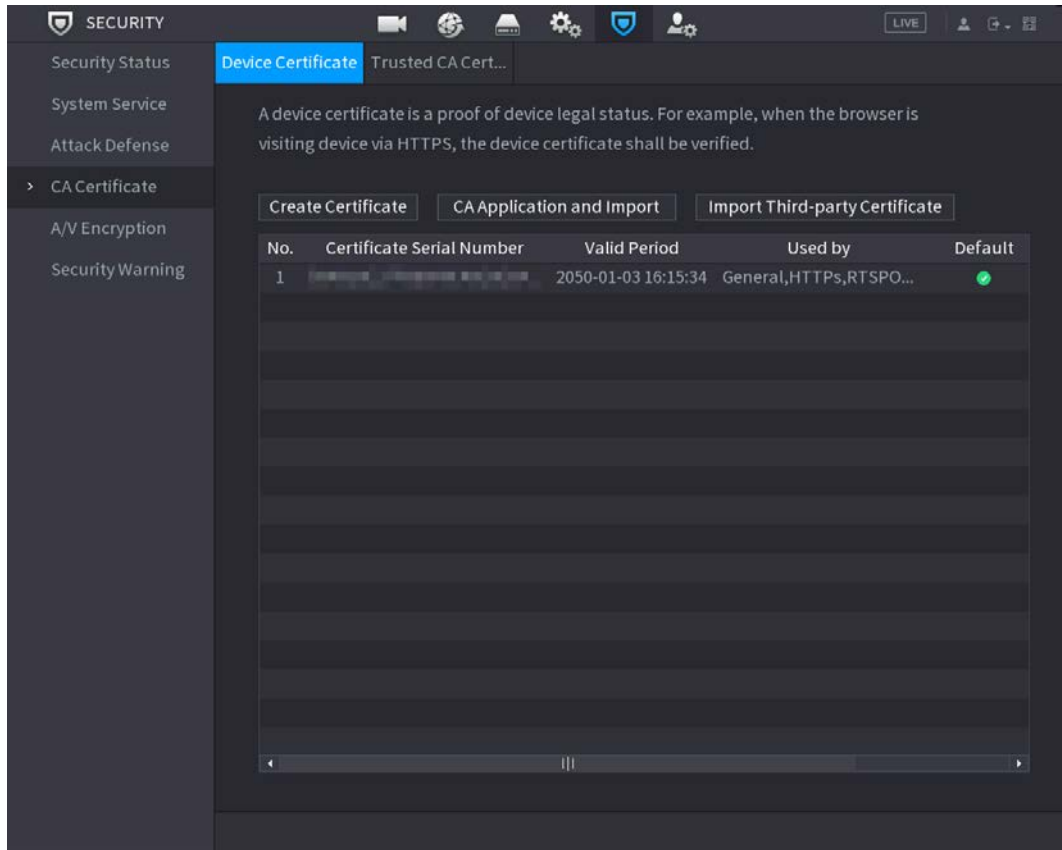 SECURITY
LIVE
Security Status
System Service
Attack Defense
CA Certificate
A/V Encryption
Security Warning
Device Certificate Trusted CA Cert...
A device certificate is a proof of device legal status. For example, when the browser is
visiting device via HTTPS, the device certificate shall be verified.
Create Certificate CA Application and Import Import Third-party Certificate
No. Certificate Serial Number Valid Period Used by Default
1 2050-01-03 16:15:34 General,HTTPs,RTSPO...